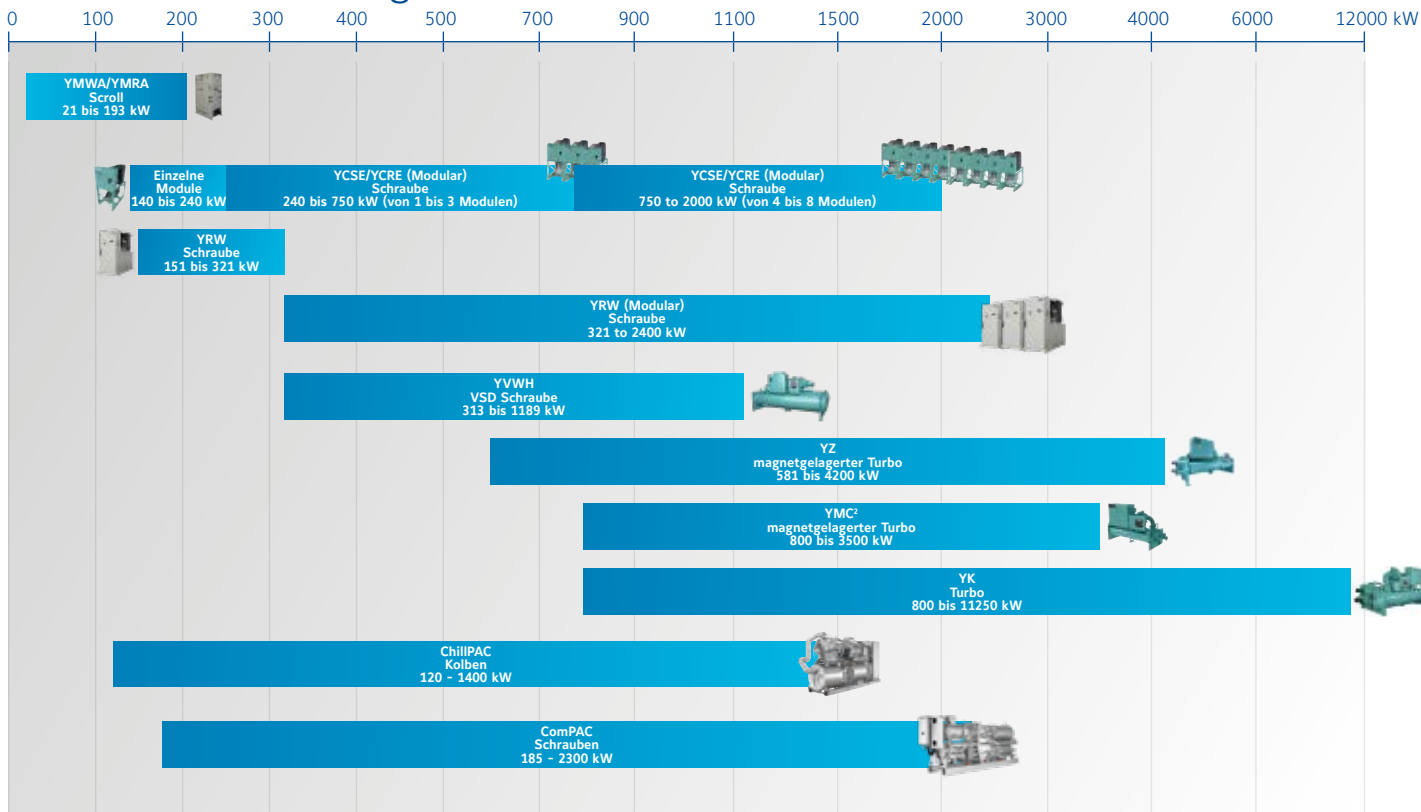 0 100 200 300 400 500 700 900 1100 1500 2000 3000 4000 6000 12000 kW
YMWA/YMRA
Scroll
21 bis 193 kW
Einzelne
Module
140 bis 240 kW
YCSE/YCRE (Modular)
Schraube
240 bis 750 kW (von 1 bis 3 Modulen)
YCSE/YCRE (Modular)
Schraube
750 to 2000 kW (von 4 bis 8 Modulen)
YRW
Schraube
151 bis 321 kW
YRW (Modular)
Schraube
321 to 2400 kW
YVWH
VSD Schraube
313 bis 1189 kW
YZ
magnetgelagerter Turbo
581 bis 4200 kW
YMC²
magnetgelagerter Turbo
800 bis 3500 kW
YK
Turbo
800 bis 11250 kW
ChillPAC
Kolben
120 – 1400 kW
ComPAC
Schrauben
185 – 2300 kW